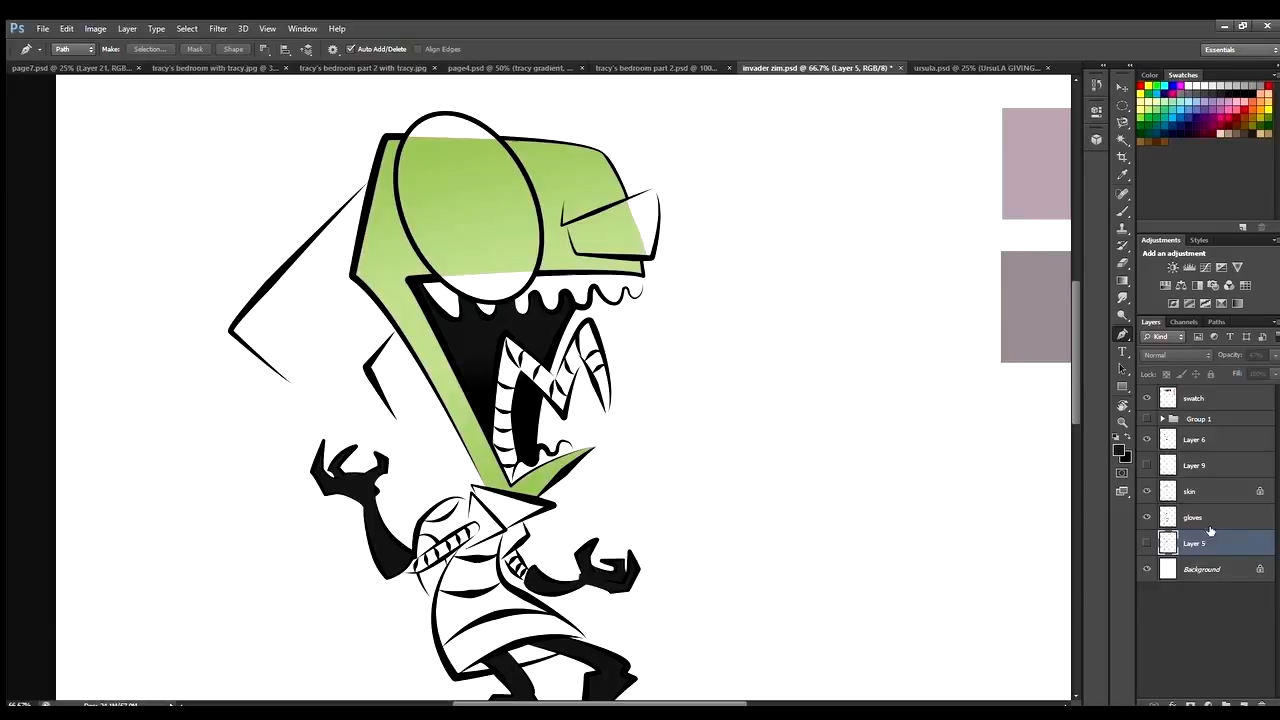 Ps File Edit Image Layer Type Select Filter 3D View Window Help
Path Make: Selection... Mask Shape Auto Add/Delete Align Edges Essentials
page7.psd @ 25% (Layer 21, RGB... × tracy's bedroom with tracy.jpg @ 3... × tracy's bedroom part 2 with tracy.jpg × page4.psd @ 50% (tracy gradient, ... × tracy's bedroom part 2.psd @ 100... × invader zim.psd @ 66.7% (Layer 5, RGB/8) * × ursula.psd @ 25% (Ursul A GIVING... ×
Color Swatches
Adjustments Styles
Add an adjustment
Layers Channels Paths
Kind
Normal Opacity: 47%
Lock: Fill: 100%
swatch
Group 1
Layer 6
Layer 9
skin
gloves
Layer 5
Background